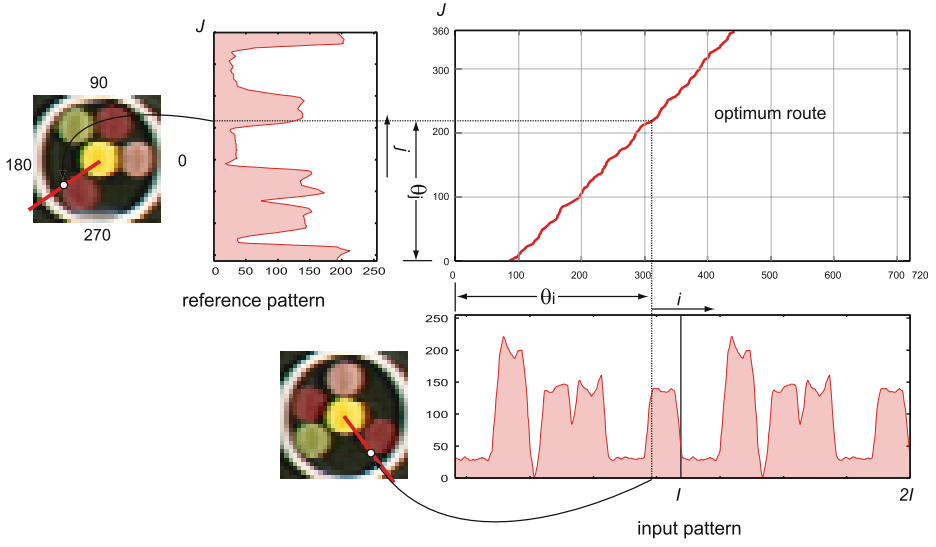 J
90
180
0
270
0 50 100 150 200 250
reference pattern
j
θj
J
360
300
200
100
0
optimum route
0 100 200 300 400 500 600 700 720
θi
i
250
200
150
100
50
0
I
2I
input pattern